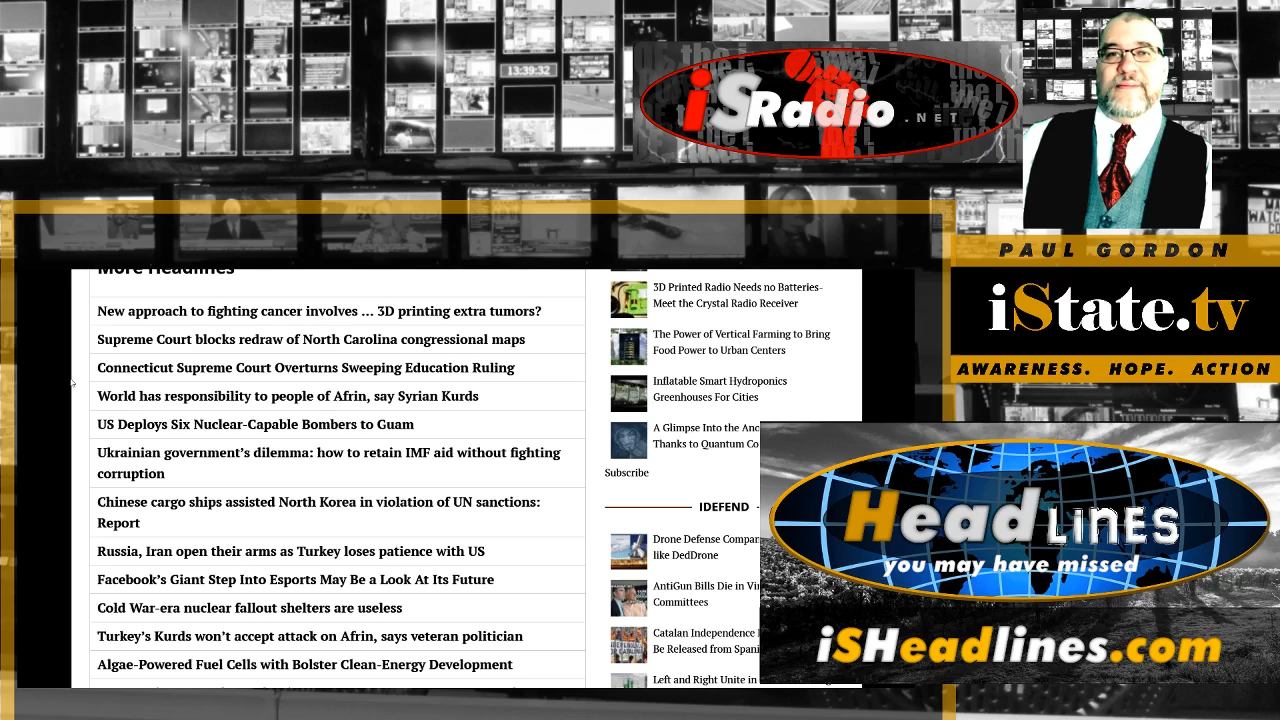 13:39:32
iSRadio.NET
PAUL GORDON
iState.tv
AWARENESS. HOPE. ACTION
More Headlines
New approach to fighting cancer involves … 3D printing extra tumors?
Supreme Court blocks redraw of North Carolina congressional maps
Connecticut Supreme Court Overturns Sweeping Education Ruling
World has responsibility to people of Afrin, say Syrian Kurds
US Deploys Six Nuclear-Capable Bombers to Guam
Ukrainian government’s dilemma: how to retain IMF aid without fighting
corruption
Chinese cargo ships assisted North Korea in violation of UN sanctions:
Report
Russia, Iran open their arms as Turkey loses patience with US
Facebook’s Giant Step Into Esports May Be a Look At Its Future
Cold War-era nuclear fallout shelters are useless
Turkey’s Kurds won’t accept attack on Afrin, says veteran politician
Algae-Powered Fuel Cells with Bolster Clean-Energy Development
3D Printed Radio Needs no Batteries-
Meet the Crystal Radio Receiver
The Power of Vertical Farming to Bring
Food Power to Urban Centers
Inflatable Smart Hydroponics
Greenhouses For Cities
A Glimpse Into the
Thanks to Quantum
Subscribe
IDEFEND
Drone Defense
like DedDrone
AntiGun Bills Die in
Committees
Catalan Independence
Be Released from
Left and Right Unite in
HeadLINES
you may have missed
iSHeadlines.com